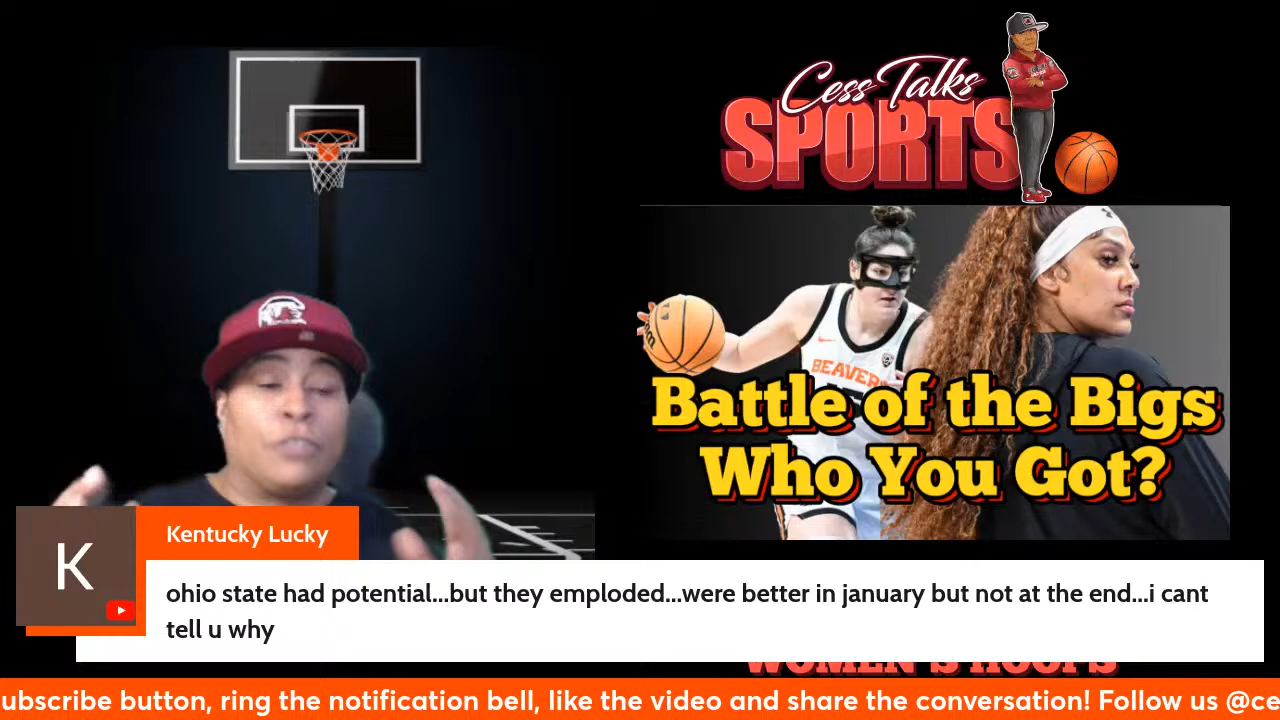 Cess Talks
SPORTS
BEAVERS
Battle of the Bigs
Who You Got?
K
Kentucky Lucky
ohio state had potential...but they emploded...were better in january but not at the end...i cant
tell u why
WOMEN'S HOOPS
ubscribe button, ring the notification bell, like the video and share the conversation! Follow us @ce